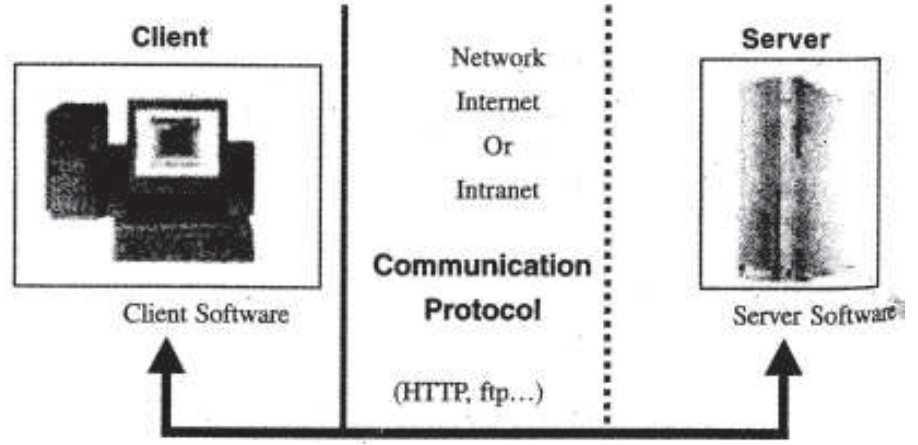 Client
Client Software
Network
Internet
Or
Intranet
Communication
Protocol
(HTTP, ftp...)
Server
Server Software